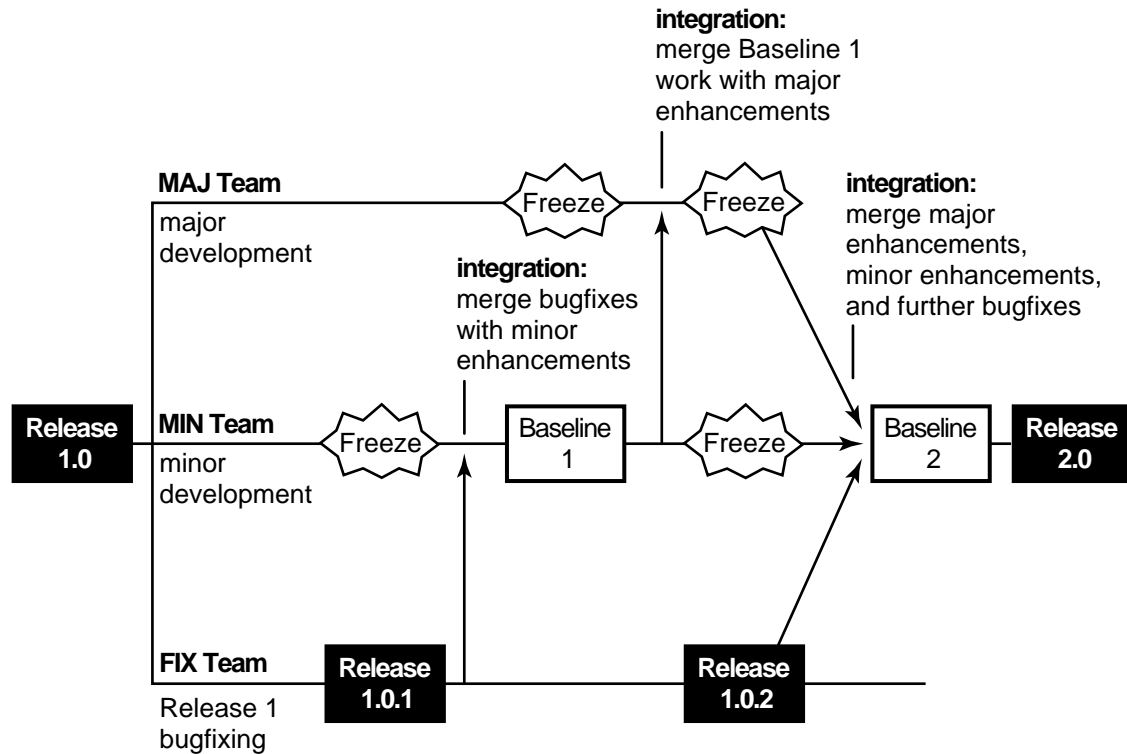 integration:
merge Baseline 1
work with major
enhancements
MAJ Team
major
development
Freeze
Freeze
integration:
merge major
enhancements,
minor enhancements,
and further bugfixes
integration:
merge bugfixes
with minor
enhancements
Release
1.0
MIN Team
minor
development
Freeze
Baseline
1
Freeze
Baseline
2
Release
2.0
FIX Team
Release 1
bugfixing
Release
1.0.1
Release
1.0.2